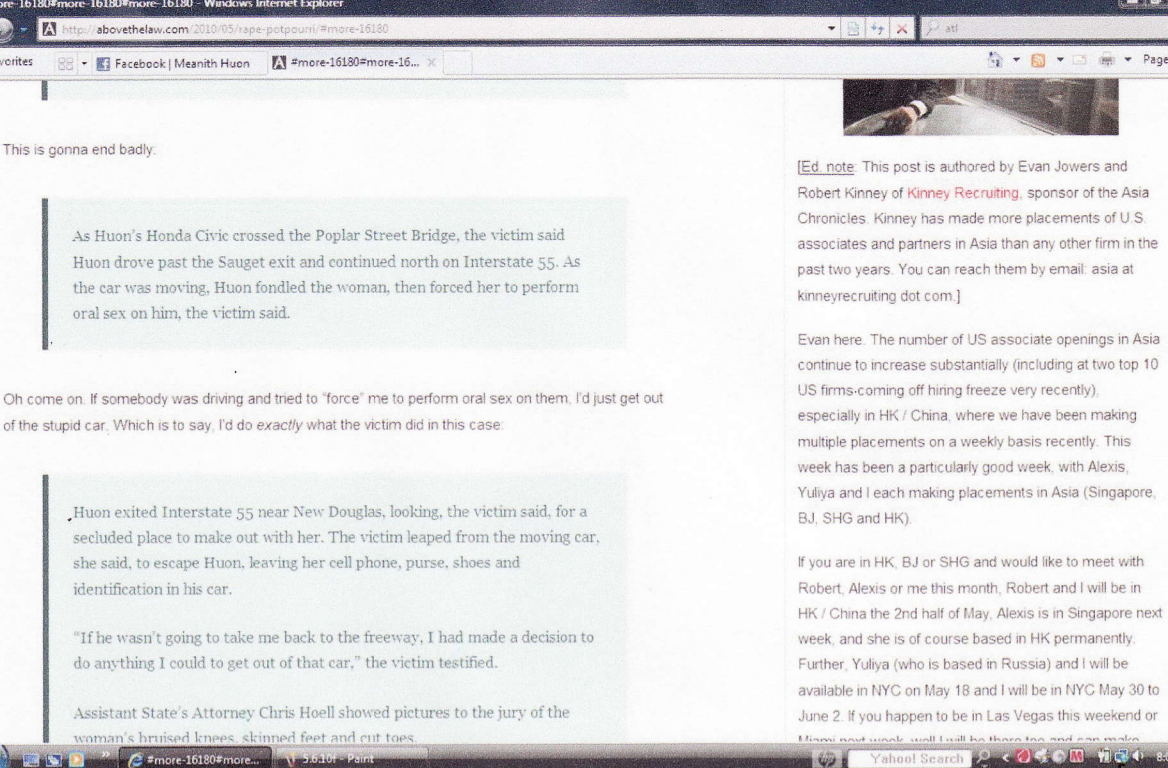 ore-16180#more-16180#more-16180 - Windows Internet Explorer
http://abovethelaw.com/2010/05/rape-potpourri/#more-16180
atl
vorites
Facebook | Meanith Huon
#more-16180#more-16...
Page
This is gonna end badly:
As Huon's Honda Civic crossed the Poplar Street Bridge, the victim said
Huon drove past the Sauget exit and continued north on Interstate 55. As
the car was moving, Huon fondled the woman, then forced her to perform
oral sex on him, the victim said.
Oh come on. If somebody was driving and tried to "force" me to perform oral sex on them, I'd just get out
of the stupid car. Which is to say, I'd do exactly what the victim did in this case:
Huon exited Interstate 55 near New Douglas, looking, the victim said, for a
secluded place to make out with her. The victim leaped from the moving car,
she said, to escape Huon, leaving her cell phone, purse, shoes and
identification in his car.
"If he wasn't going to take me back to the freeway, I had made a decision to
do anything I could to get out of that car," the victim testified.
Assistant State's Attorney Chris Hoell showed pictures to the jury of the
woman's bruised knees, skinned feet and cut toes.
[Ed. note: This post is authored by Evan Jowers and
Robert Kinney of Kinney Recruiting, sponsor of the Asia
Chronicles. Kinney has made more placements of U.S.
associates and partners in Asia than any other firm in the
past two years. You can reach them by email: asia at
kinneyrecruiting dot com.]
Evan here. The number of US associate openings in Asia
continue to increase substantially (including at two top 10
US firms-coming off hiring freeze very recently),
especially in HK / China, where we have been making
multiple placements on a weekly basis recently. This
week has been a particularly good week, with Alexis,
Yuliya and I each making placements in Asia (Singapore,
BJ, SHG and HK).
If you are in HK, BJ or SHG and would like to meet with
Robert, Alexis or me this month, Robert and I will be in
HK / China the 2nd half of May, Alexis is in Singapore next
week, and she is of course based in HK permanently.
Further, Yuliya (who is based in Russia) and I will be
available in NYC on May 18 and I will be in NYC May 30 to
June 2. If you happen to be in Las Vegas this weekend or
Miami next week, well I will be there too and can make
#more-16180#more...
5.6.10f - Paint
Yahoo! Search